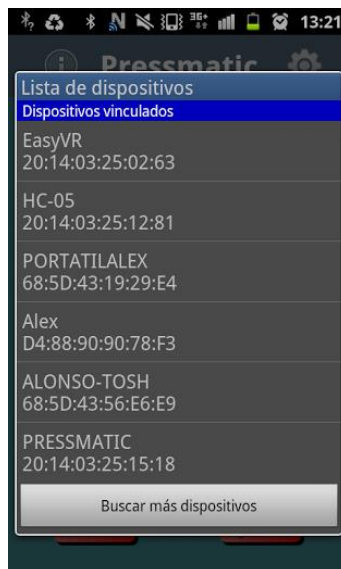 13:21
Pressmatic
Lista de dispositivos
Dispositivos vinculados
EasyVR
20:14:03:25:02:63
HC-05
20:14:03:25:12:81
PORTATILALEX
68:5D:43:19:29:E4
Alex
D4:88:90:90:78:F3
ALONSO-TOSH
68:5D:43:56:E6:E9
PRESSMATIC
20:14:03:25:15:18
Buscar más dispositivos